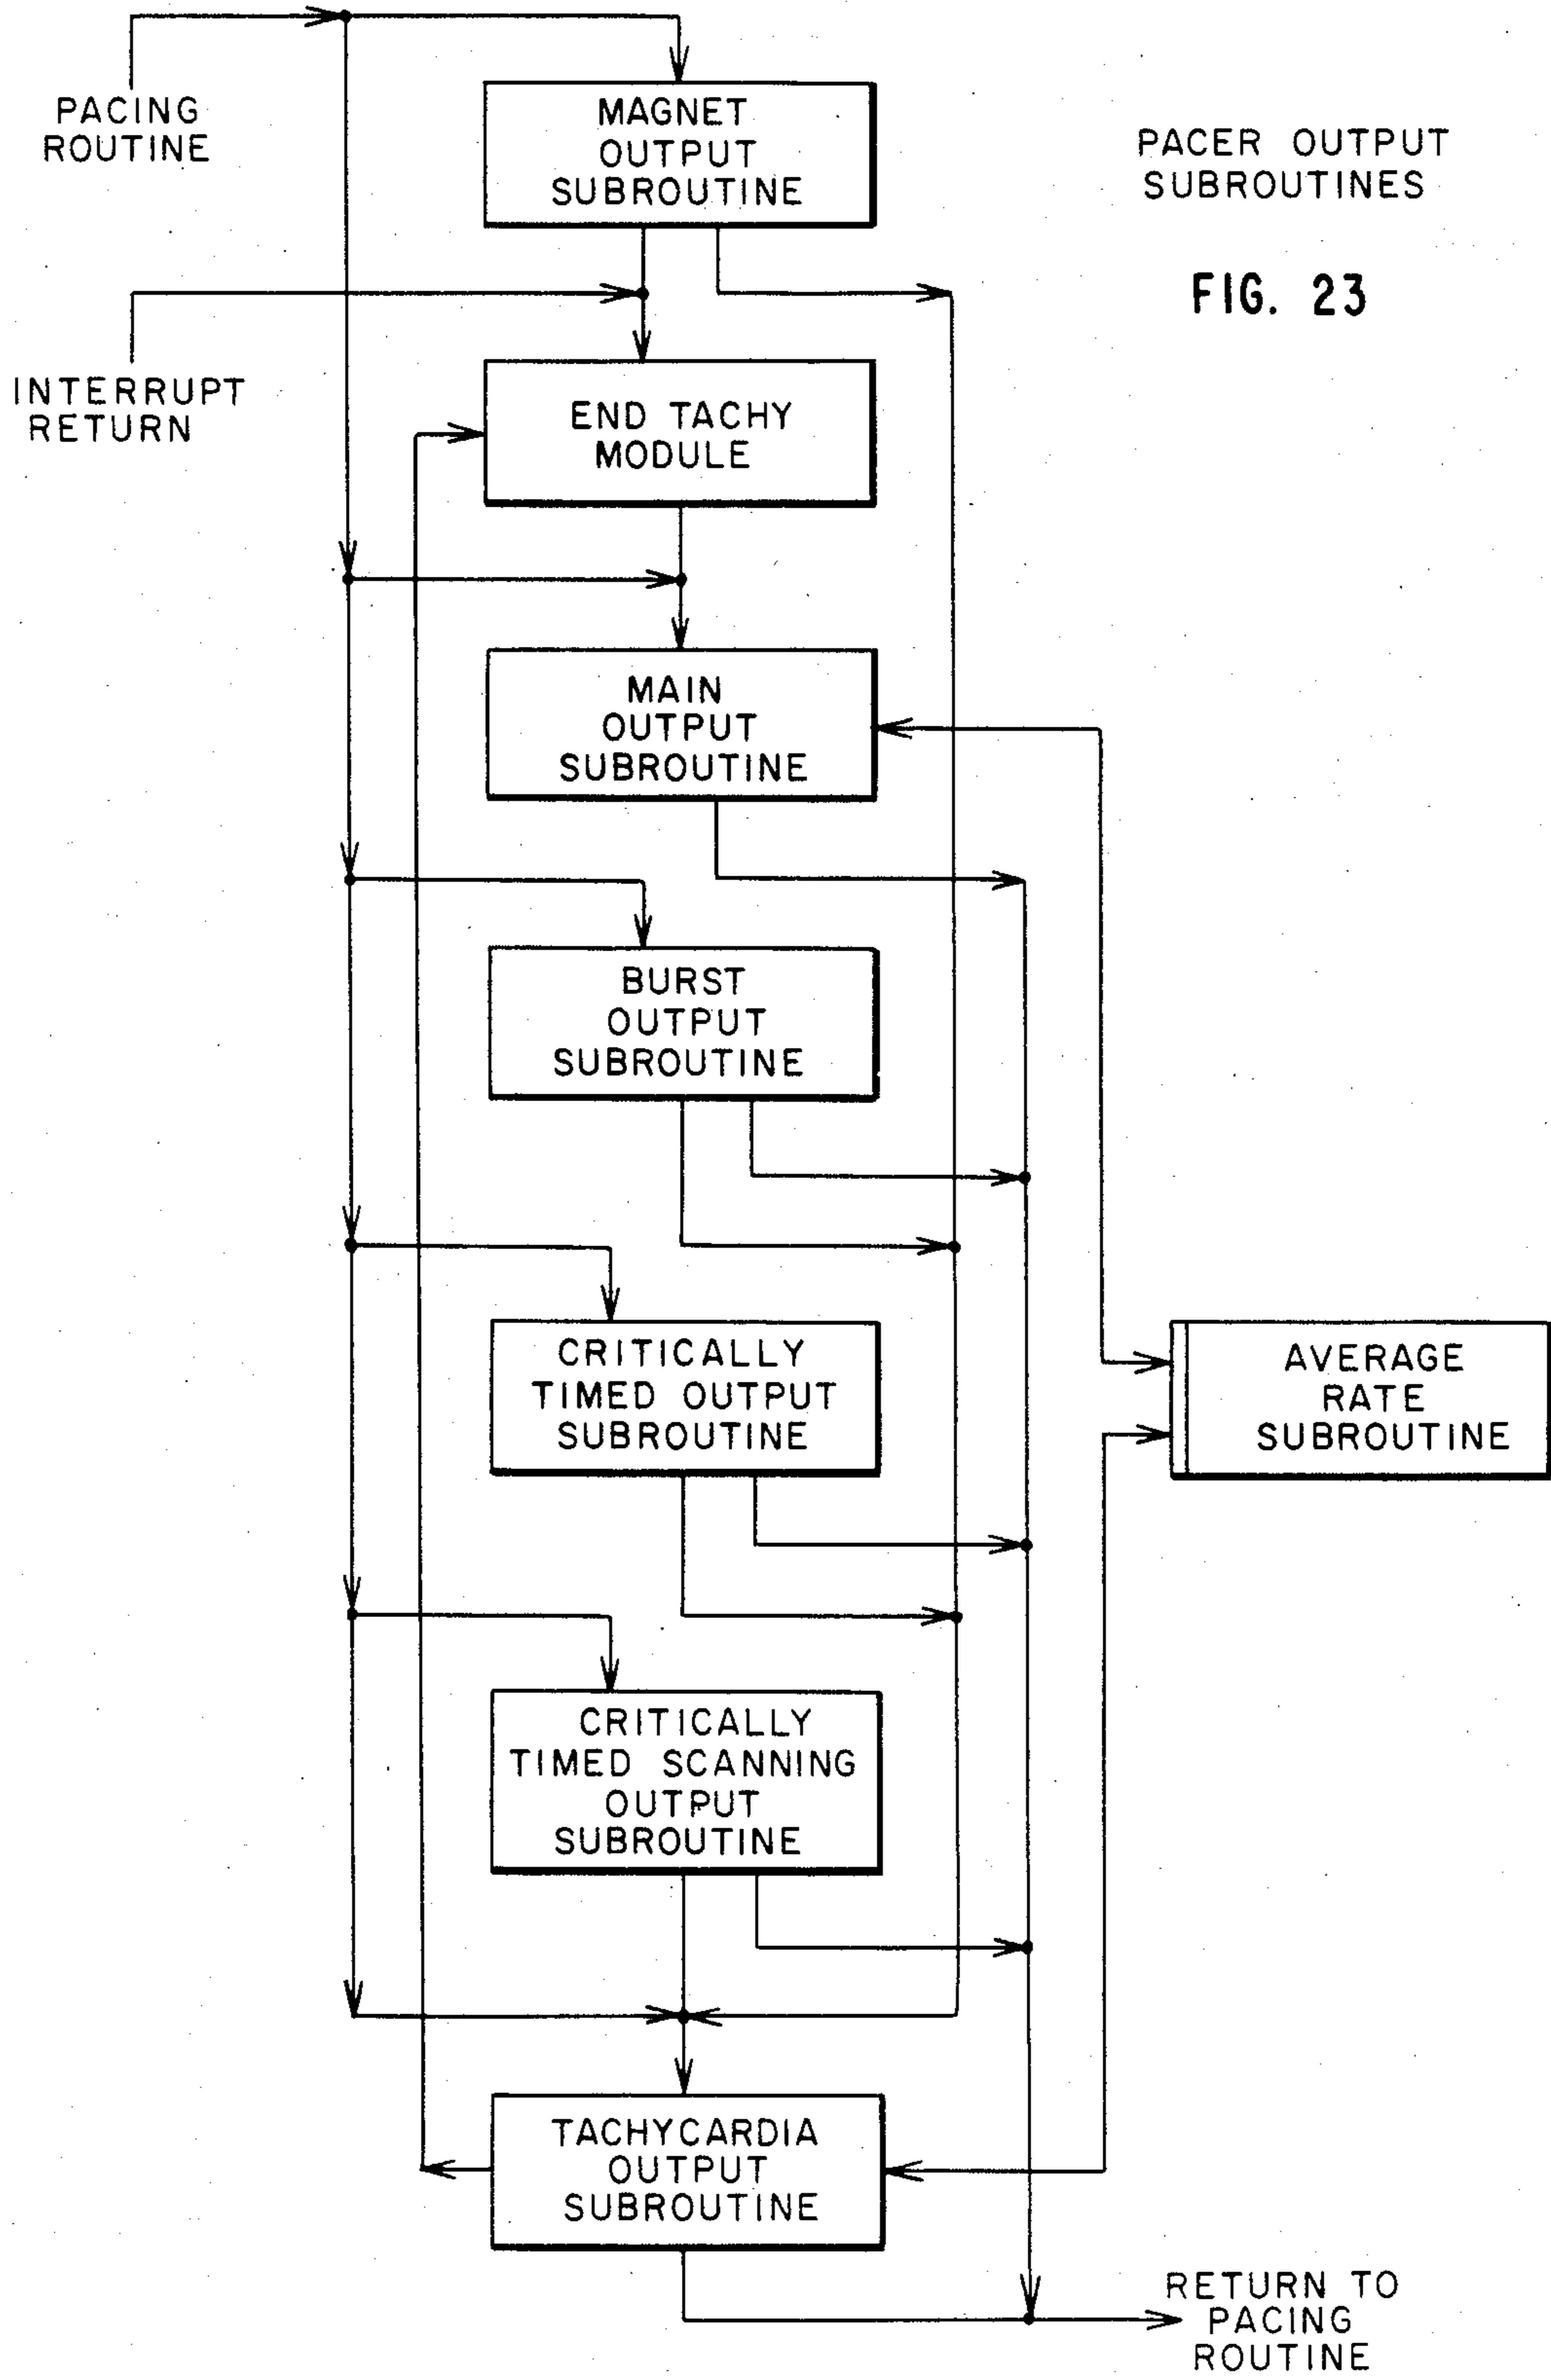 PACING
ROUTINE
MAGNET
OUTPUT
SUBROUTINE
PACER OUTPUT
SUBROUTINES
FIG. 23
INTERRUPT
RETURN
END TACHY
MODULE
MAIN
OUTPUT
SUBROUTINE
BURST
OUTPUT
SUBROUTINE
CRITICALLY
TIMED OUTPUT
SUBROUTINE
AVERAGE
RATE
SUBROUTINE
CRITICALLY
TIMED SCANNING
OUTPUT
SUBROUTINE
TACHYCARDIA
OUTPUT
SUBROUTINE
RETURN TO
PACING
ROUTINE